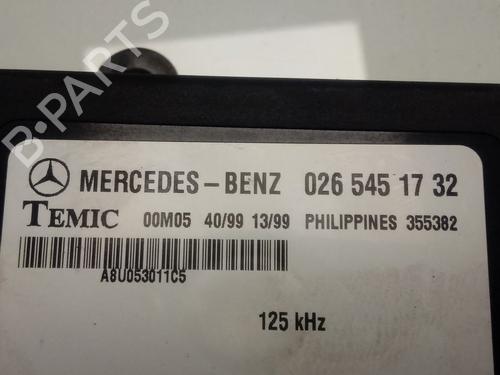 B-PARTS
MERCEDES-BENZ 026 545 17 32
TEMIC 00M05 40/99 13/99 PHILIPPINES 355382
A8U053011C5
125 kHz